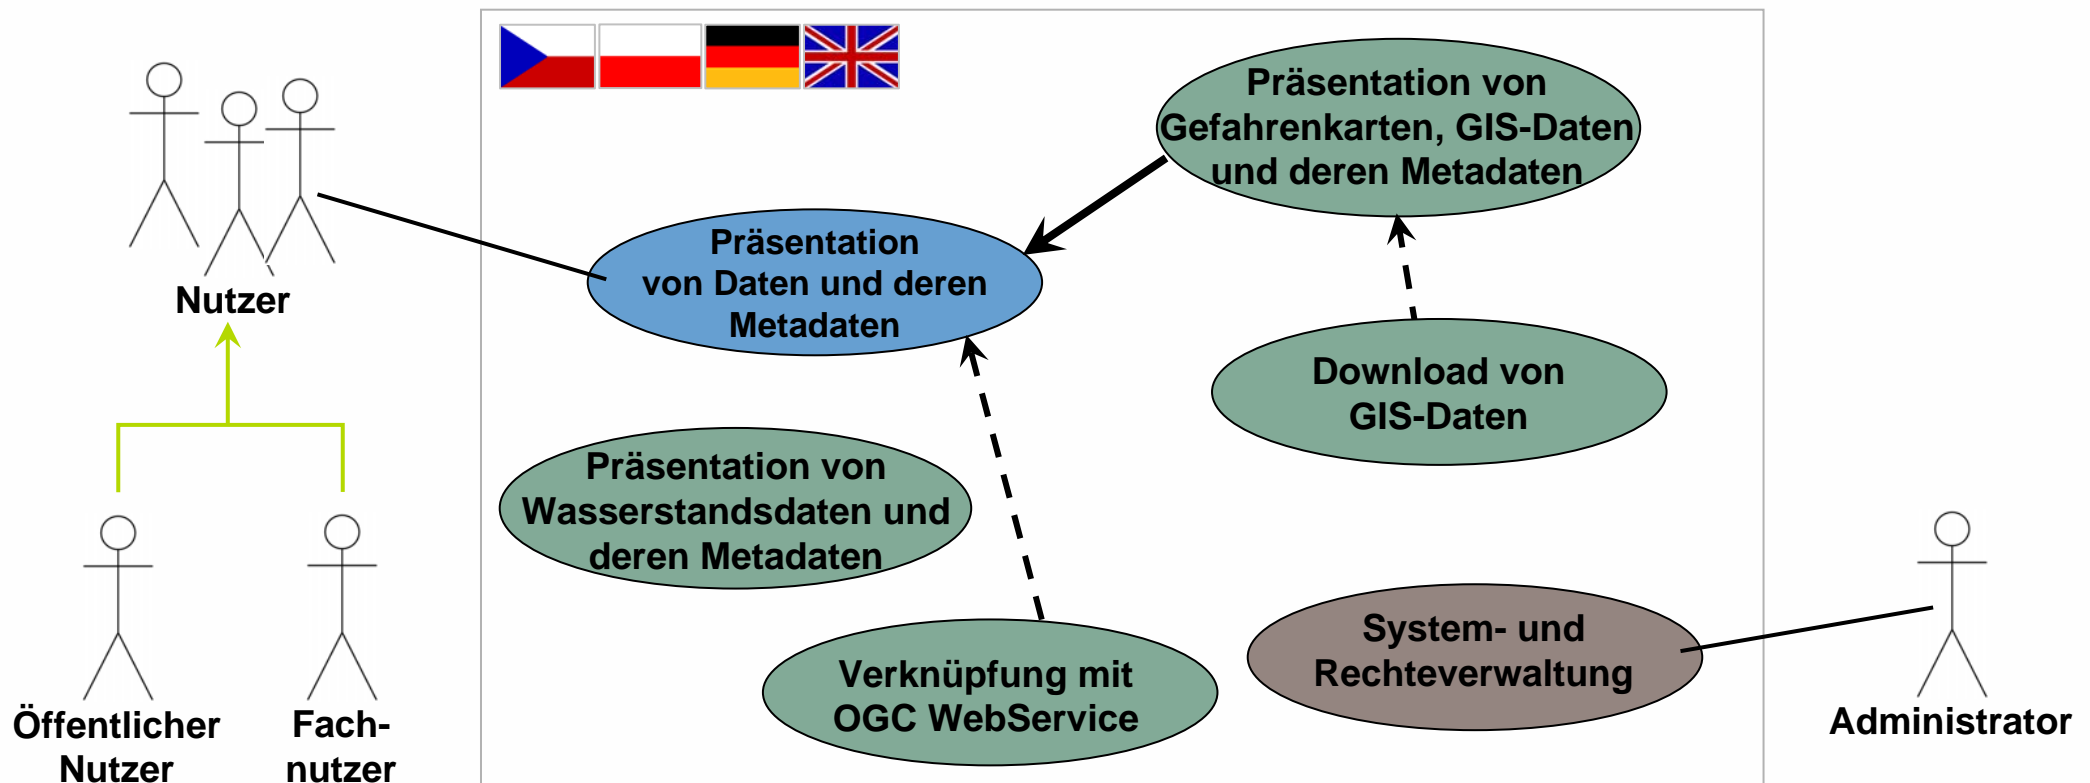 Präsentation von
Gefahrenkarten, GIS-Daten
und deren Metadaten
Präsentation
von Daten und deren
Metadaten
Nutzer
Download von
GIS-Daten
Präsentation von
Wasserstandsdaten und
deren Metadaten
System- und
Rechteverwaltung
Verknüpfung mit
OGC WebService
Öffentlicher
Nutzer
Fach-
nutzer
Administrator